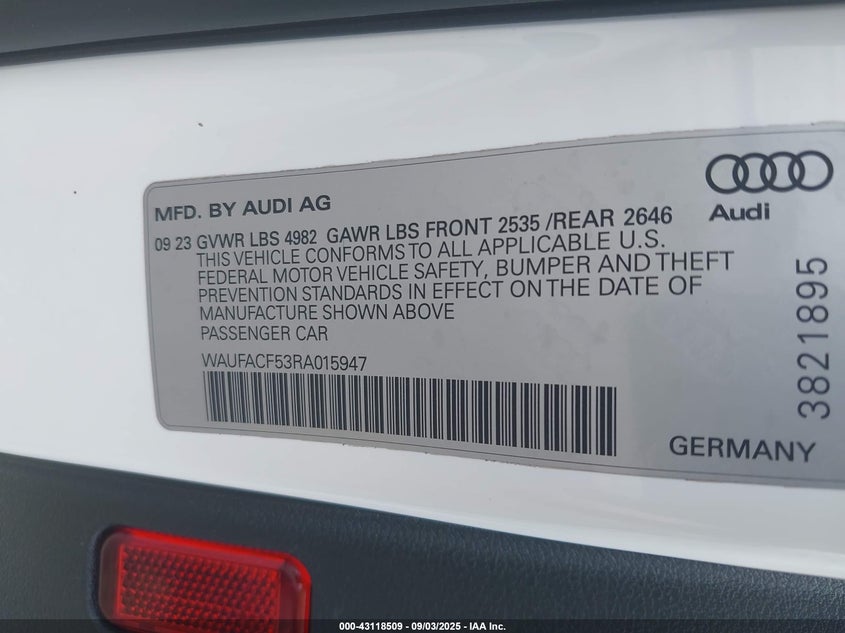 Audi
MFD. BY AUDI AG
09 23 GVWR LBS 4982 GAWR LBS FRONT 2535 /REAR 2646
THIS VEHICLE CONFORMS TO ALL APPLICABLE U.S.
FEDERAL MOTOR VEHICLE SAFETY, BUMPER AND THEFT
PREVENTION STANDARDS IN EFFECT ON THE DATE OF
MANUFACTURE SHOWN ABOVE
PASSENGER CAR
WAUFACF53RA015947
3821895
GERMANY
000-43118509 - 09/03/2025 - IAA Inc.